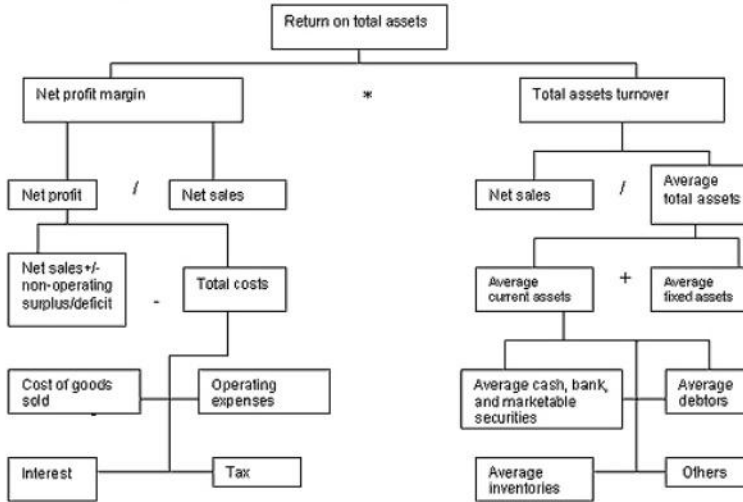 Return on total assets
Net profit margin
*
Total assets turnover
Net profit
/
Net sales
Net sales
/
Average
total assets
Net sales+/-
non-operating
surplus/deficit
-
Total costs
Average
current assets
+
Average
fixed assets
Cost of goods
sold
Operating
expenses
Average cash, bank,
and marketable
securities
Average
debtors
Interest
Tax
Average
inventories
Others